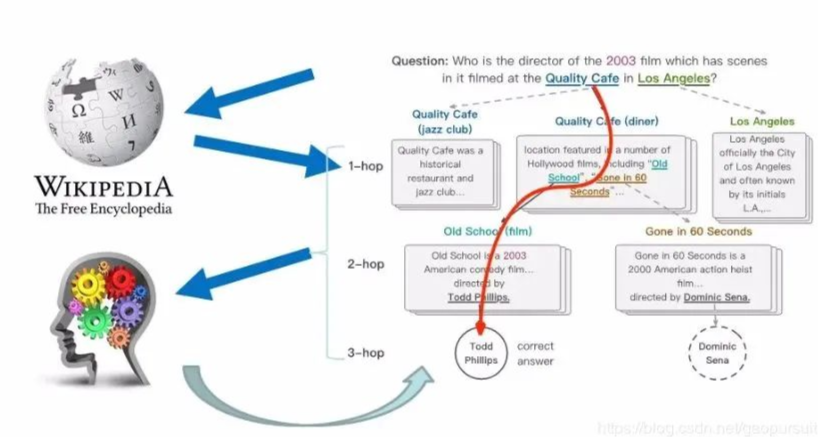 Question: Who is the director of the 2003 film which has scenes
in it filmed at the Quality Cafe in Los Angeles?
Quality Cafe
(jazz club)
Quality Cafe (diner)
Los Angeles
1-hop
Quality Cafe was a
historical
restaurant and
jazz club...
location featured in a number of
Hollywood films, including "Old
School", "Gone in 60
Seconds"...
Los Angeles
officially the City
of Los Angeles
and often known
by its initials
L.A.,...
WIKIPEDIA
The Free Encyclopedia
Ω
W
И
維
7
Old School (film)
Gone in 60 Seconds
2-hop
Old School is a 2003
American comedy film...
directed by
Todd Phillips.
Gone in 60 Seconds is a
2000 American action heist
film...
directed by Dominic Sena.
3-hop
Todd
Phillips
correct
answer
Dominic
Sena
https://blog.csdn.net/gaopursuit